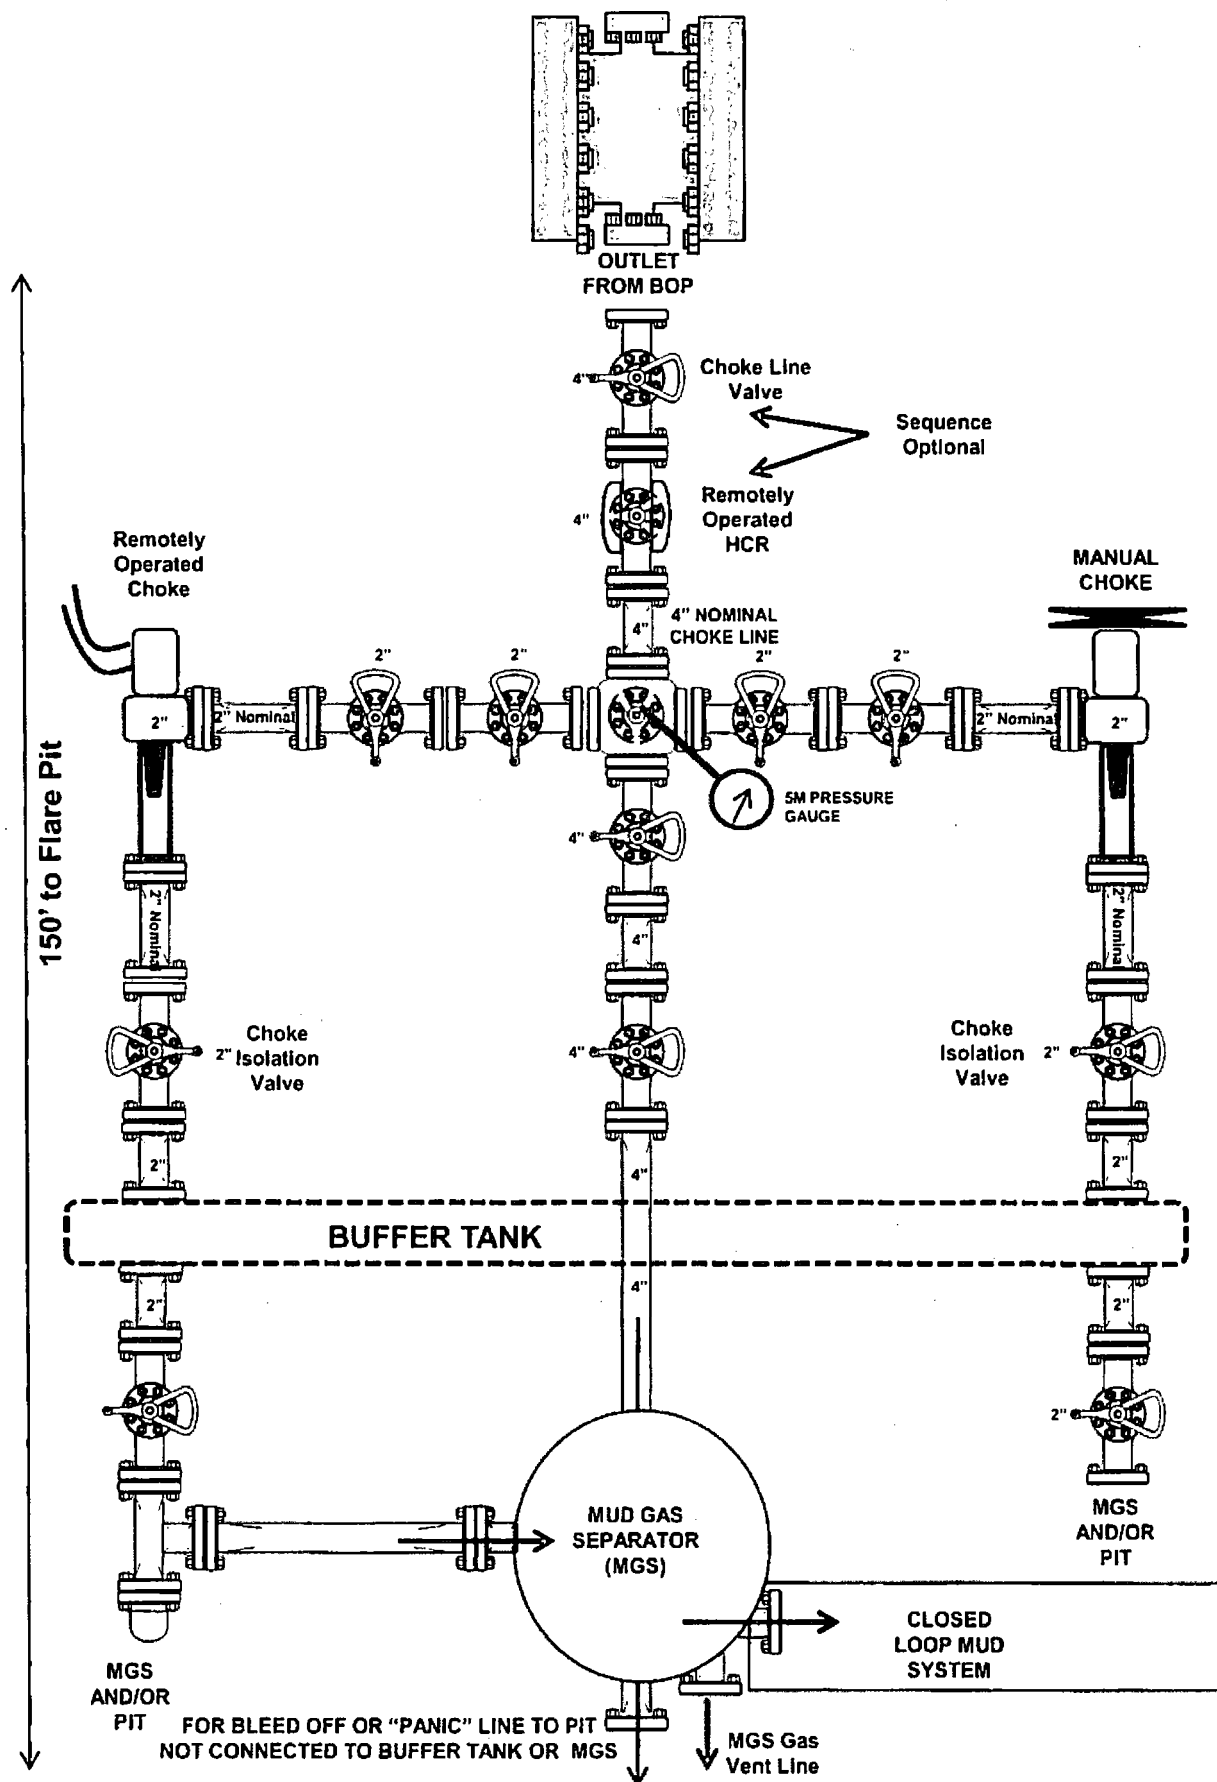 OUTLET
FROM BOP
4"
Choke Line
Valve
Sequence
Optional
4"
Remotely
Operated
HCR
Remotely
Operated
Choke
MANUAL
CHOKE
4"
4" NOMINAL
CHOKE LINE
2"
2"
2"
2"
2"
2" Nominal
2" Nominal
2"
5M PRESSURE
GAUGE
4"
150' to Flare Pit
2" Nominal
4"
2" Nominal
2"
Choke
Isolation
Valve
4"
Choke
Isolation
Valve
2"
2"
4"
2"
BUFFER TANK
2"
4"
2"
2"
MUD GAS
SEPARATOR
(MGS)
MGS
AND/OR
PIT
CLOSED
LOOP MUD
SYSTEM
MGS
AND/OR
PIT
FOR BLEED OFF OR "PANIC" LINE TO PIT
NOT CONNECTED TO BUFFER TANK OR MGS
MGS Gas
Vent Line